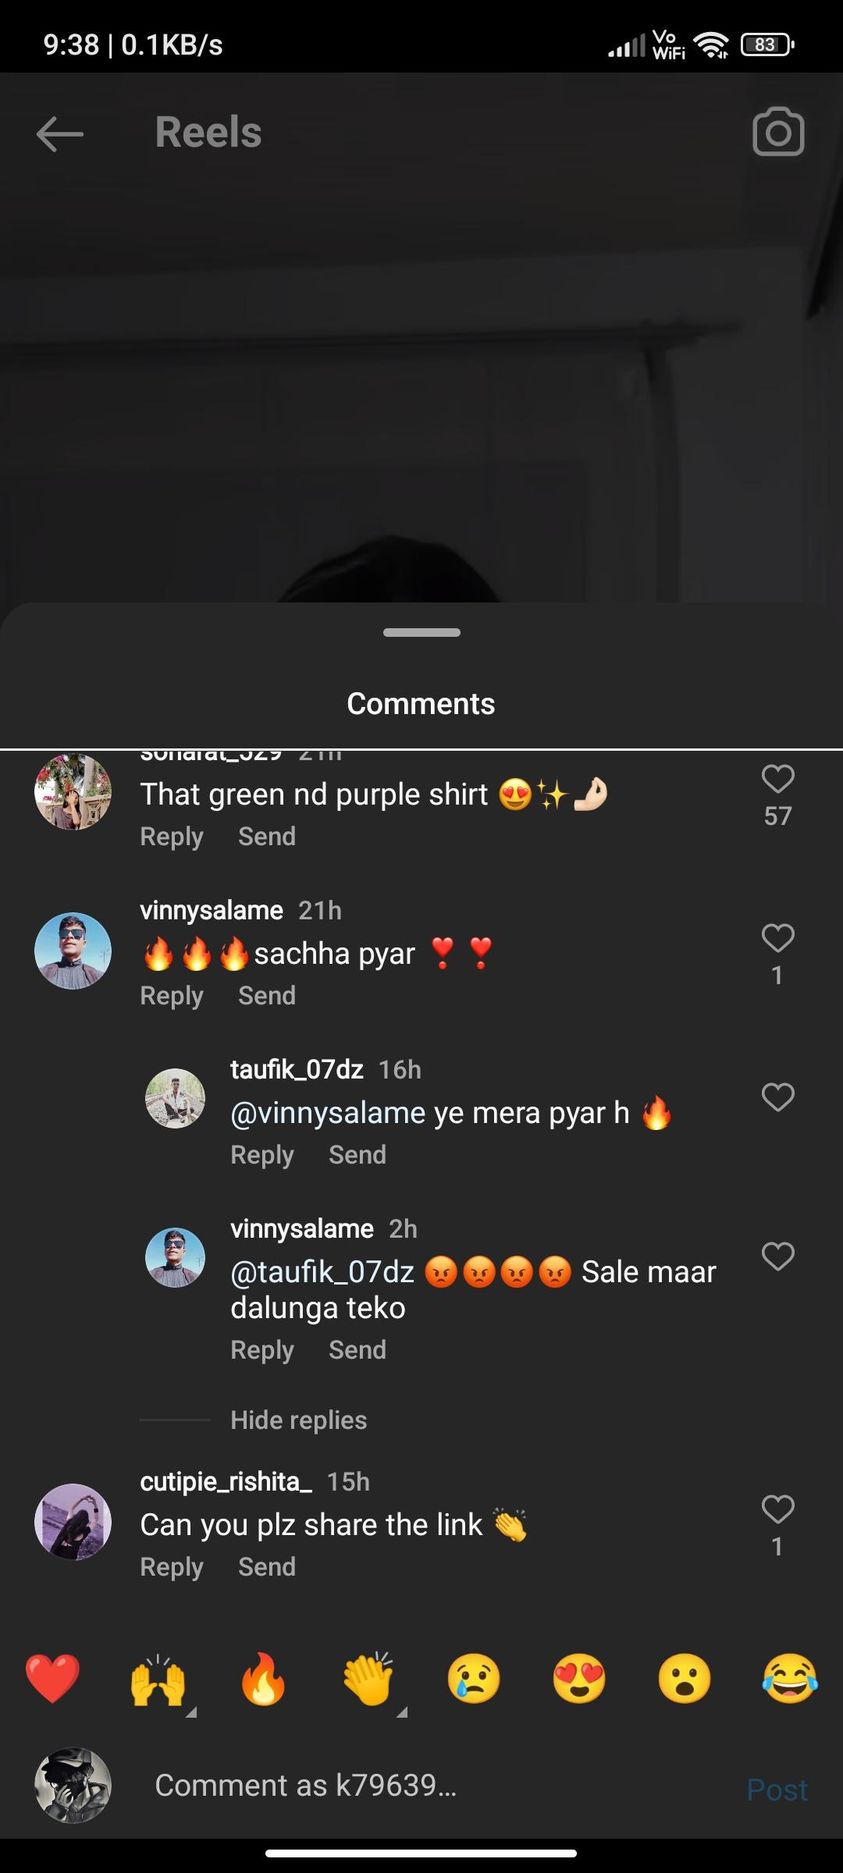 9:38 | 0.1KB/s
Vo
WiFi
83
Reels
Comments
21h
That green nd purple shirt 😍✨🤌🏻
57
Reply Send
vinnysalame 21h
🔥🔥🔥sachha pyar ❣️❣️
1
Reply Send
taufik_07dz 16h
@vinnysalame ye mera pyar h 🔥
Reply Send
vinnysalame 2h
@taufik_07dz 😡😡😡😡 Sale maar
dalunga teko
Reply Send
Hide replies
cutipie_rishita_ 15h
Can you plz share the link 👏
1
Reply Send
Comment as k79639...
Post